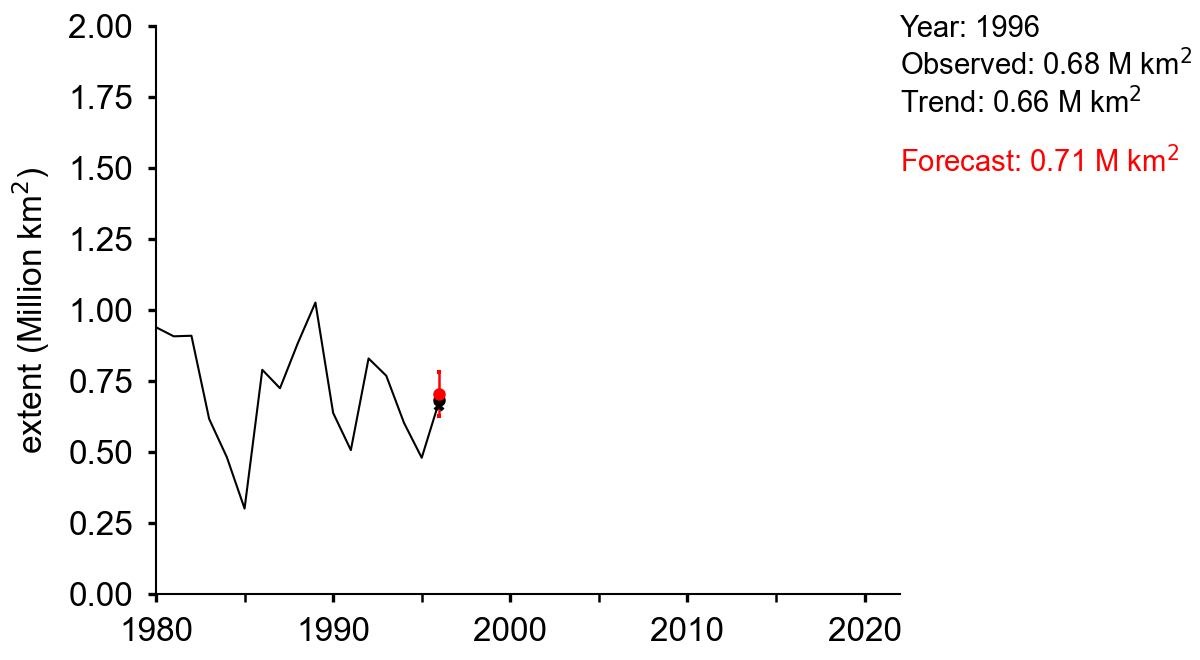 2.00
1.75
1.50
1.25
1.00
0.75
0.50
0.25
0.00
extent (Million km²)
1980 1990 2000 2010 2020
Year: 1996
Observed: 0.68 M km²
Trend: 0.66 M km²
Forecast: 0.71 M km²